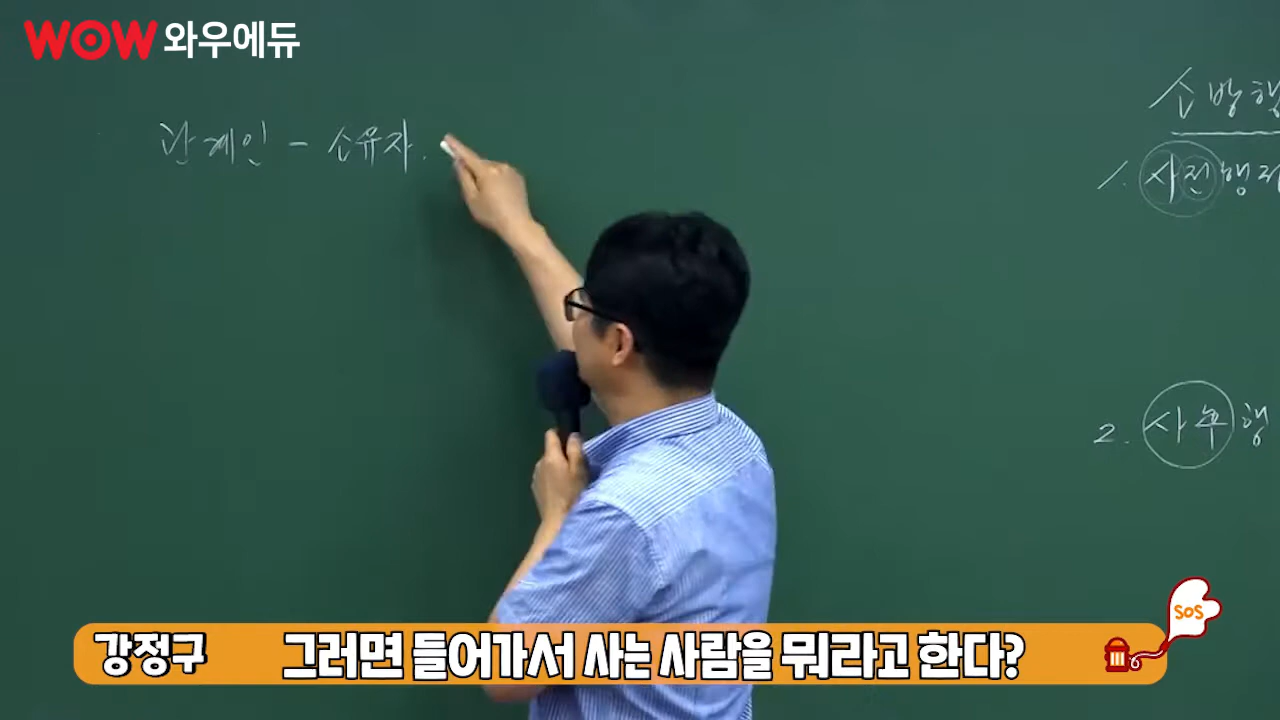 WOW 와우에듀
관계인 - 소유자.
소방행
1. 사전행정
2. 사후행
SOS
강정구 그러면 들어가서 사는 사람을 뭐라고 한다?